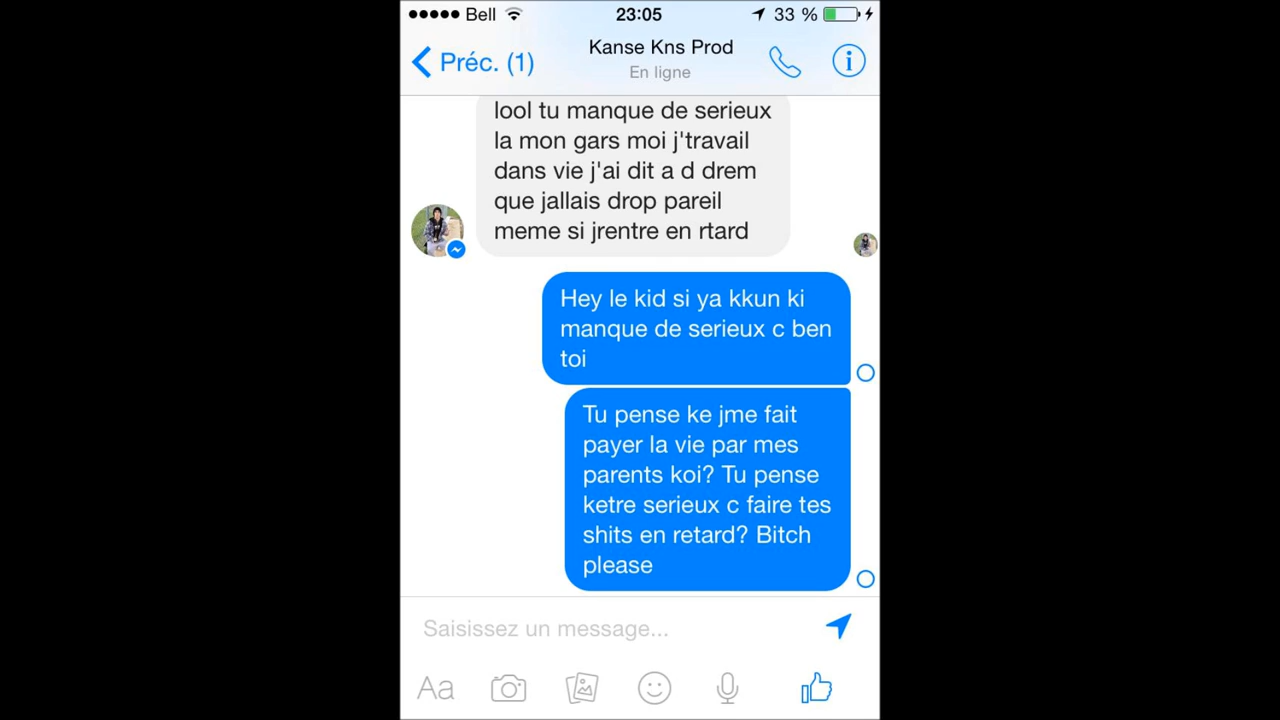 Bell 23:05 33 %
Préc. (1) Kanse Kns Prod
En ligne
lool tu manque de serieux
la mon gars moi j'travail
dans vie j'ai dit a d drem
que jallais drop pareil
meme si jrentre en rtard
Hey le kid si ya kkun ki
manque de serieux c ben
toi
Tu pense ke jme fait
payer la vie par mes
parents koi? Tu pense
ketre serieux c faire tes
shits en retard? Bitch
please
Saisissez un message...
Aa